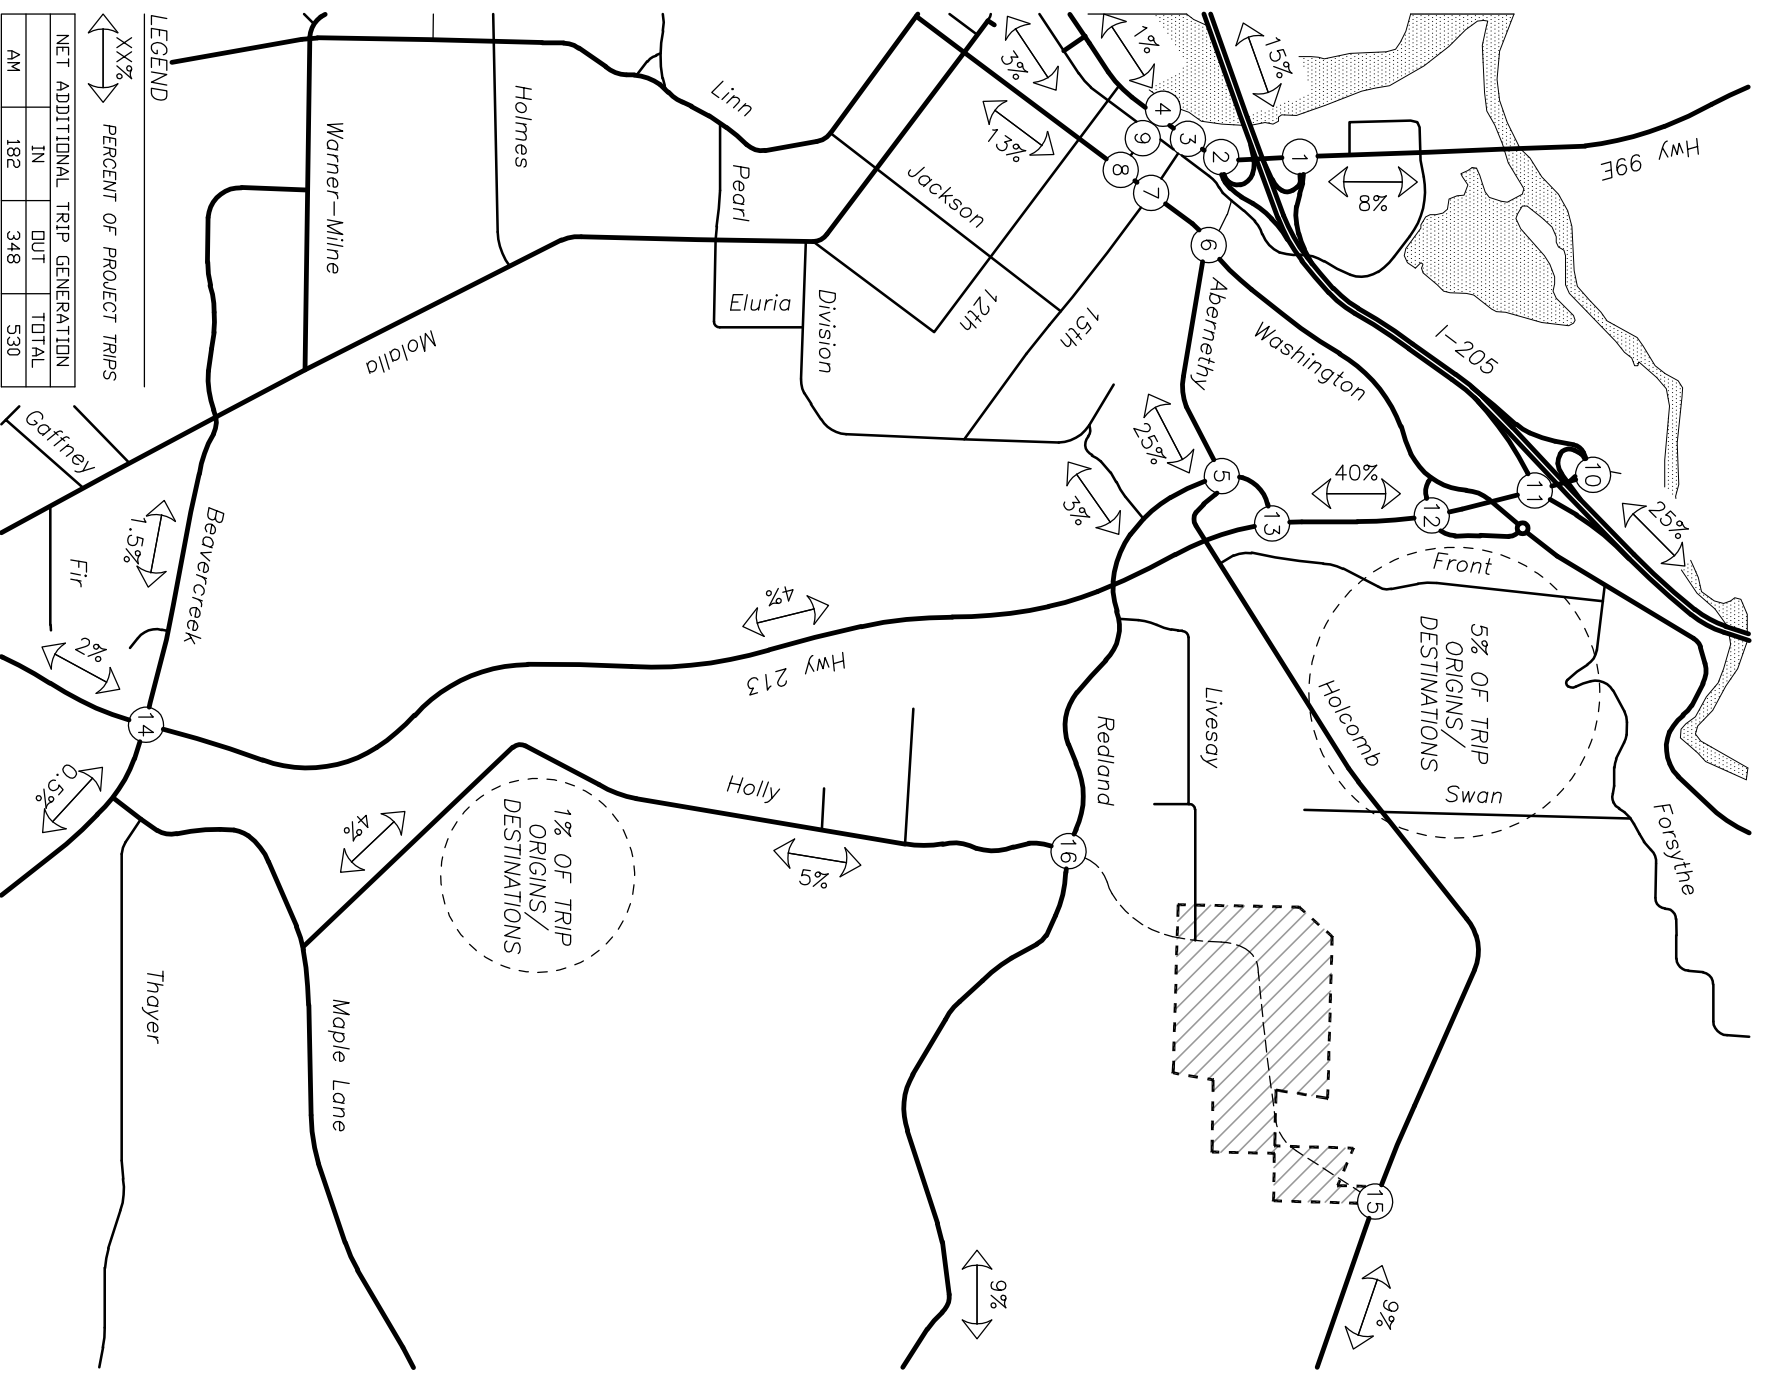 15%
1%
3%
13%
8%
Hwy 99E
4
3
2
1
9
8
7
6
Linn
Holmes
Warner-Milne
Pearl
Jackson
Eluria
Division
12th
15th
Abernethy
Washington
I-205
Molalla
Gaffney
Fir
25%
3%
40%
25%
5
13
12
11
10
Front
Beavercreek
1.5%
2%
4%
Hwy 213
14
0.5%
4%
Holly
5%
Redland
Livesay
Holcomb
Swan
Forsythe
5% OF TRIP
ORIGINS/
DESTINATIONS
1% OF TRIP
ORIGINS/
DESTINATIONS
16
15
Thayer
Maple Lane
9%
9%
LEGEND
XX% PERCENT OF PROJECT TRIPS
NET ADDITIONAL TRIP GENERATION
IN OUT TOTAL
AM 182 348 530